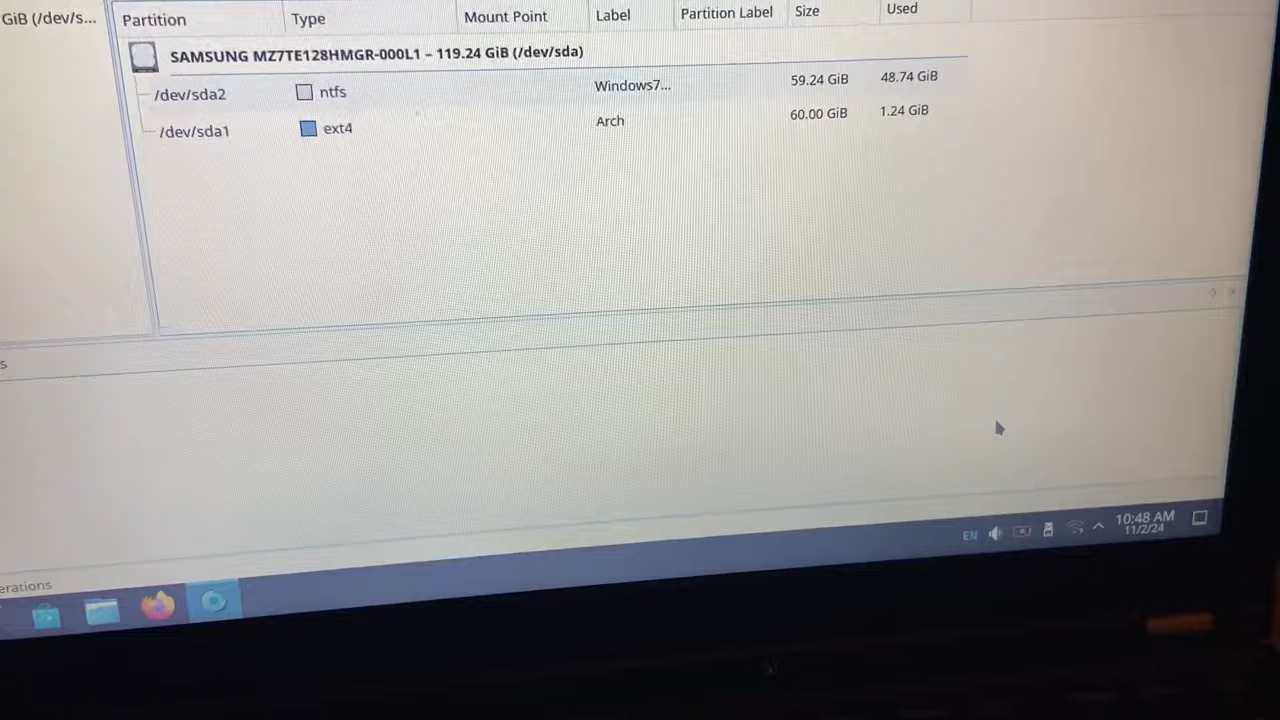 GiB (/dev/s...
Partition Type Mount Point Label Partition Label Size Used
SAMSUNG MZ7TE128HMGR-000L1 – 119.24 GiB (/dev/sda)
/dev/sda2 ntfs Windows7... 59.24 GiB 48.74 GiB
/dev/sda1 ext4 Arch 60.00 GiB 1.24 GiB
s
erations
EN 10:48 AM
11/2/24